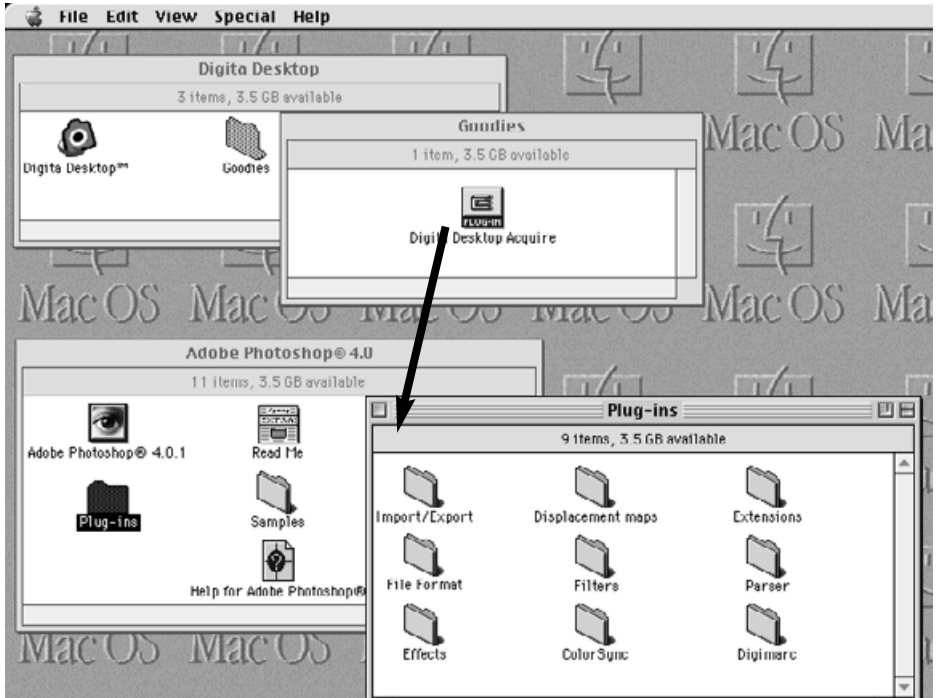 File Edit View Special Help
Digita Desktop
3 items, 3.5 GB available
Digita Desktop™
Goodies
Goodies
1 item, 3.5 GB available
PLUG-IN
Digita Desktop Acquire
Mac OS Ma
Mac OS Mac OS Mac OS Mac OS Mac OS Ma
Adobe Photoshop® 4.0
11 items, 3.5 GB available
Adobe Photoshop® 4.0.1
Read Me
Plug-ins
Samples
Help for Adobe Photoshop®
Plug-ins
9 items, 3.5 GB available
Import/Export Displacement maps Extensions
File Format Filters Parser
Effects ColorSync Digimarc
Mac OS Mac OS